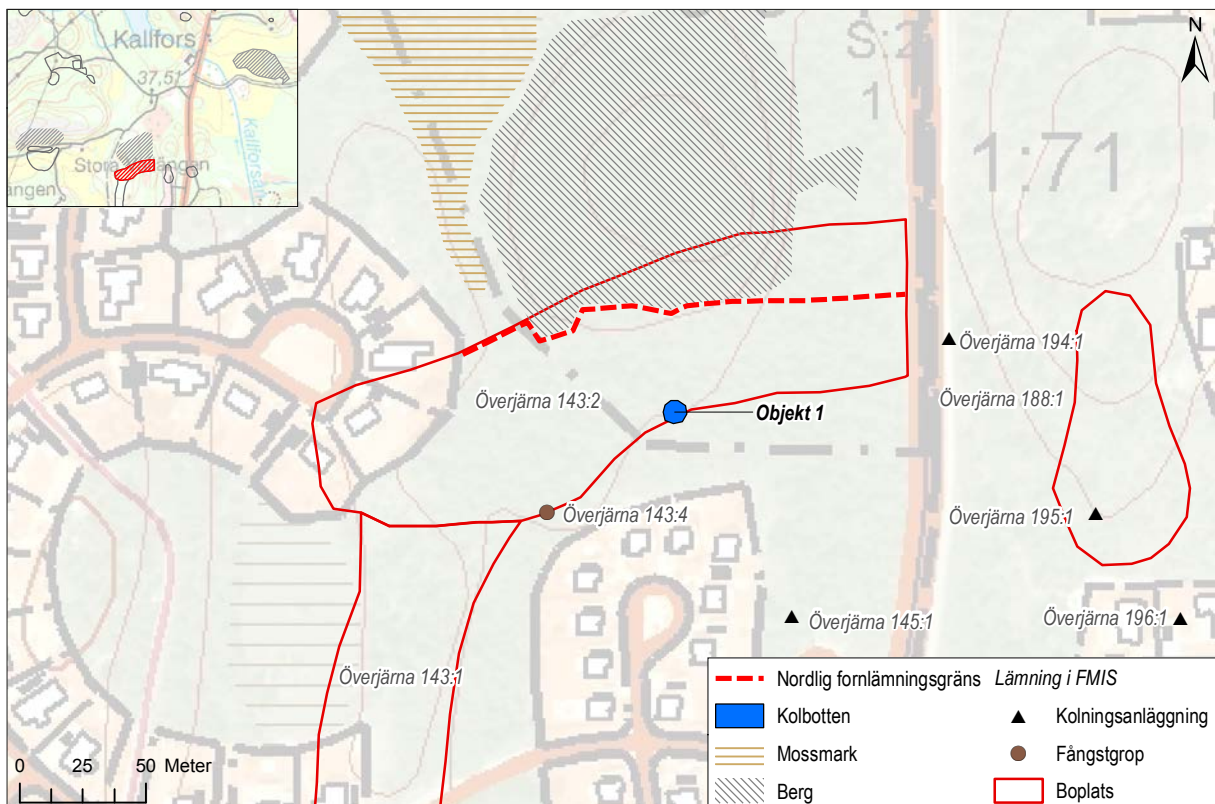 Kallfors
37,51
Kallforsån
Stora
ängen
ängen
N
S:2
1
1:71
Överjärna 194:1
Överjärna 188:1
Överjärna 143:2
Objekt 1
Överjärna 143:4
Överjärna 195:1
Överjärna 145:1
Överjärna 196:1
Överjärna 143:1
Nordlig fornlämningsgräns
Lämning i FMIS
Kolbotten
Kolningsanläggning
Mossmark
Fångstgrop
Berg
Boplats
0 25 50 Meter